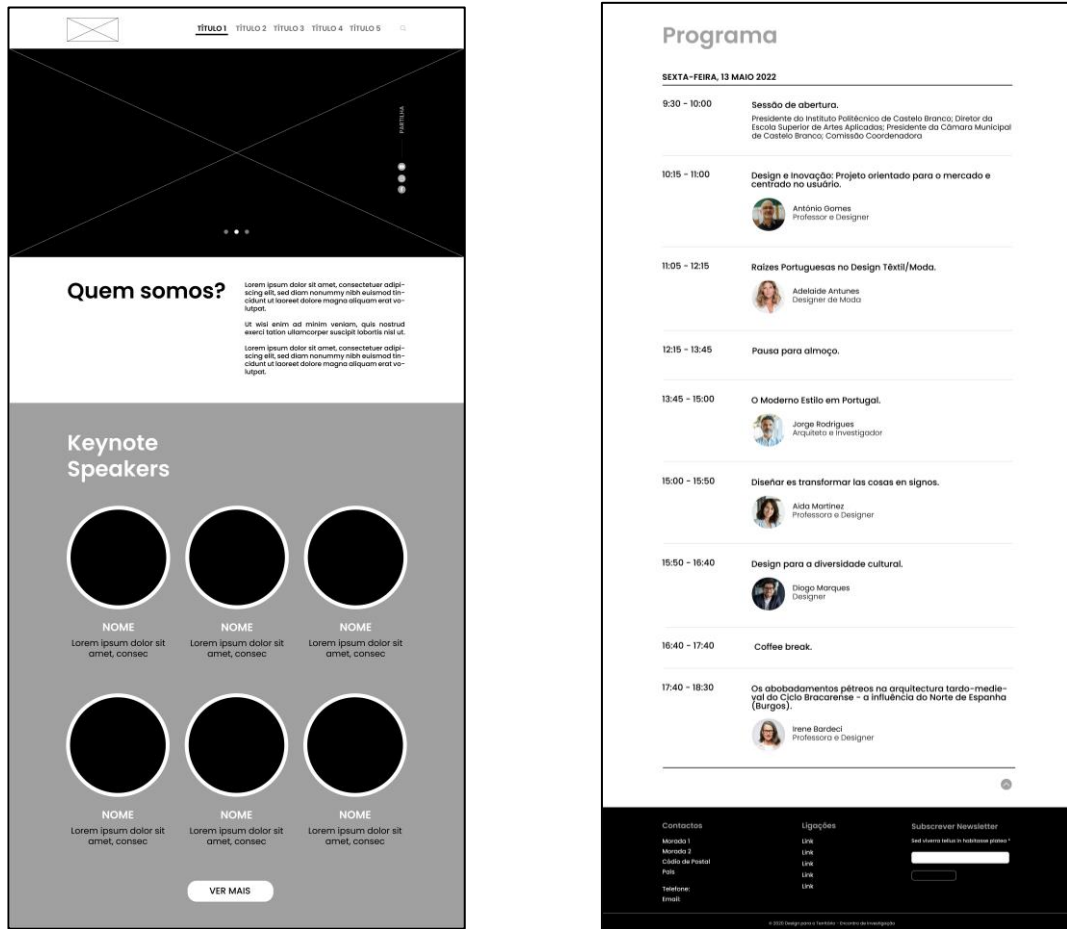 TÍTULO 1 TÍTULO 2 TÍTULO 3 TÍTULO 4 TÍTULO 5
PARTILHA
Quem somos?
Lorem ipsum dolor sit amet, consectetuer adipi-
scing elit, sed diam nonummy nibh euismod tin-
cidunt ut laoreet dolore magna aliquam erat vo-
lutpat.
Ut wisi enim ad minim veniam, quis nostrud
exerci tation ullamcorper suscipit lobortis nisl ut.
Lorem ipsum dolor sit amet, consectetuer adipi-
scing elit, sed diam nonummy nibh euismod tin-
cidunt ut laoreet dolore magna aliquam erat vo-
lutpat.
Keynote
Speakers
NOME
Lorem ipsum dolor sit
amet, consec
NOME
Lorem ipsum dolor sit
amet, consec
NOME
Lorem ipsum dolor sit
amet, consec
NOME
Lorem ipsum dolor sit
amet, consec
NOME
Lorem ipsum dolor sit
amet, consec
NOME
Lorem ipsum dolor sit
amet, consec
VER MAIS
Programa
SEXTA-FEIRA, 13 MAIO 2022
9:30 - 10:00
Sessão de abertura.
Presidente do Instituto Politécnico de Castelo Branco; Diretor da
Escola Superior de Artes Aplicadas; Presidente da Câmara Municipal
de Castelo Branco; Comissão Coordenadora
10:15 - 11:00
Design e Inovação: Projeto orientado para o mercado e
centrado no usuário.
António Gomes
Professor e Designer
11:05 - 12:15
Raízes Portuguesas no Design Têxtil/Moda.
Adelaide Antunes
Designer de Moda
12:15 - 13:45
Pausa para almoço.
13:45 - 15:00
O Moderno Estilo em Portugal.
Jorge Rodrigues
Arquiteto e Investigador
15:00 - 15:50
Diseñar es transformar las cosas en signos.
Aida Martinez
Professora e Designer
15:50 - 16:40
Design para a diversidade cultural.
Diogo Marques
Designer
16:40 - 17:40
Coffee break.
17:40 - 18:30
Os abobadamentos pétreos na arquitetura tardo-medie-
val do Ciclo Bracarense - a influência do Norte de Espanha
(Burgos).
Irene Bardeci
Professora e Designer
Contactos
Morada 1
Morada 2
Códio de Postal
País
Telefone:
Email:
Ligações
Link
Link
Link
Link
Link
Subscrever Newsletter
Sed viverra tellus in habitasse platea *
Design para o Território - Encontro de Investigação